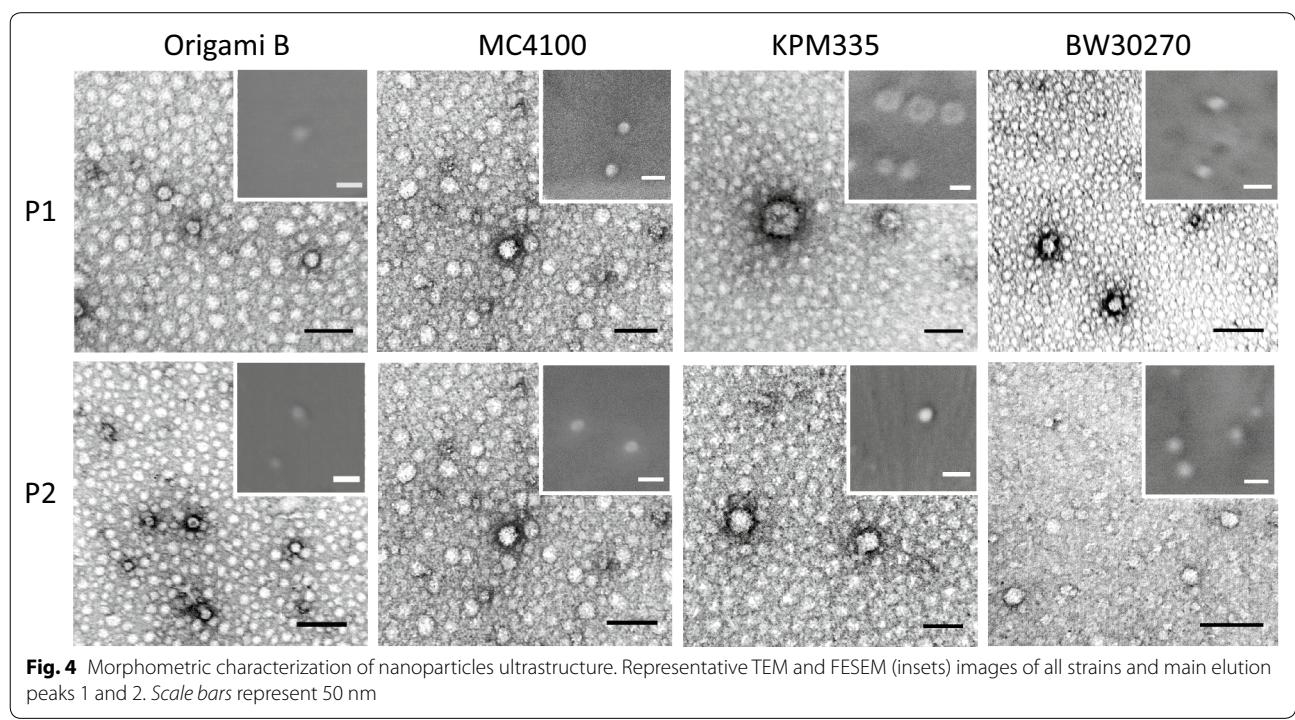 Origami B MC4100 KPM335 BW30270
P1
P2
Fig. 4 Morphometric characterization of nanoparticles ultrastructure. Representative TEM and FESEM (insets) images of all strains and main elution
peaks 1 and 2. Scale bars represent 50 nm